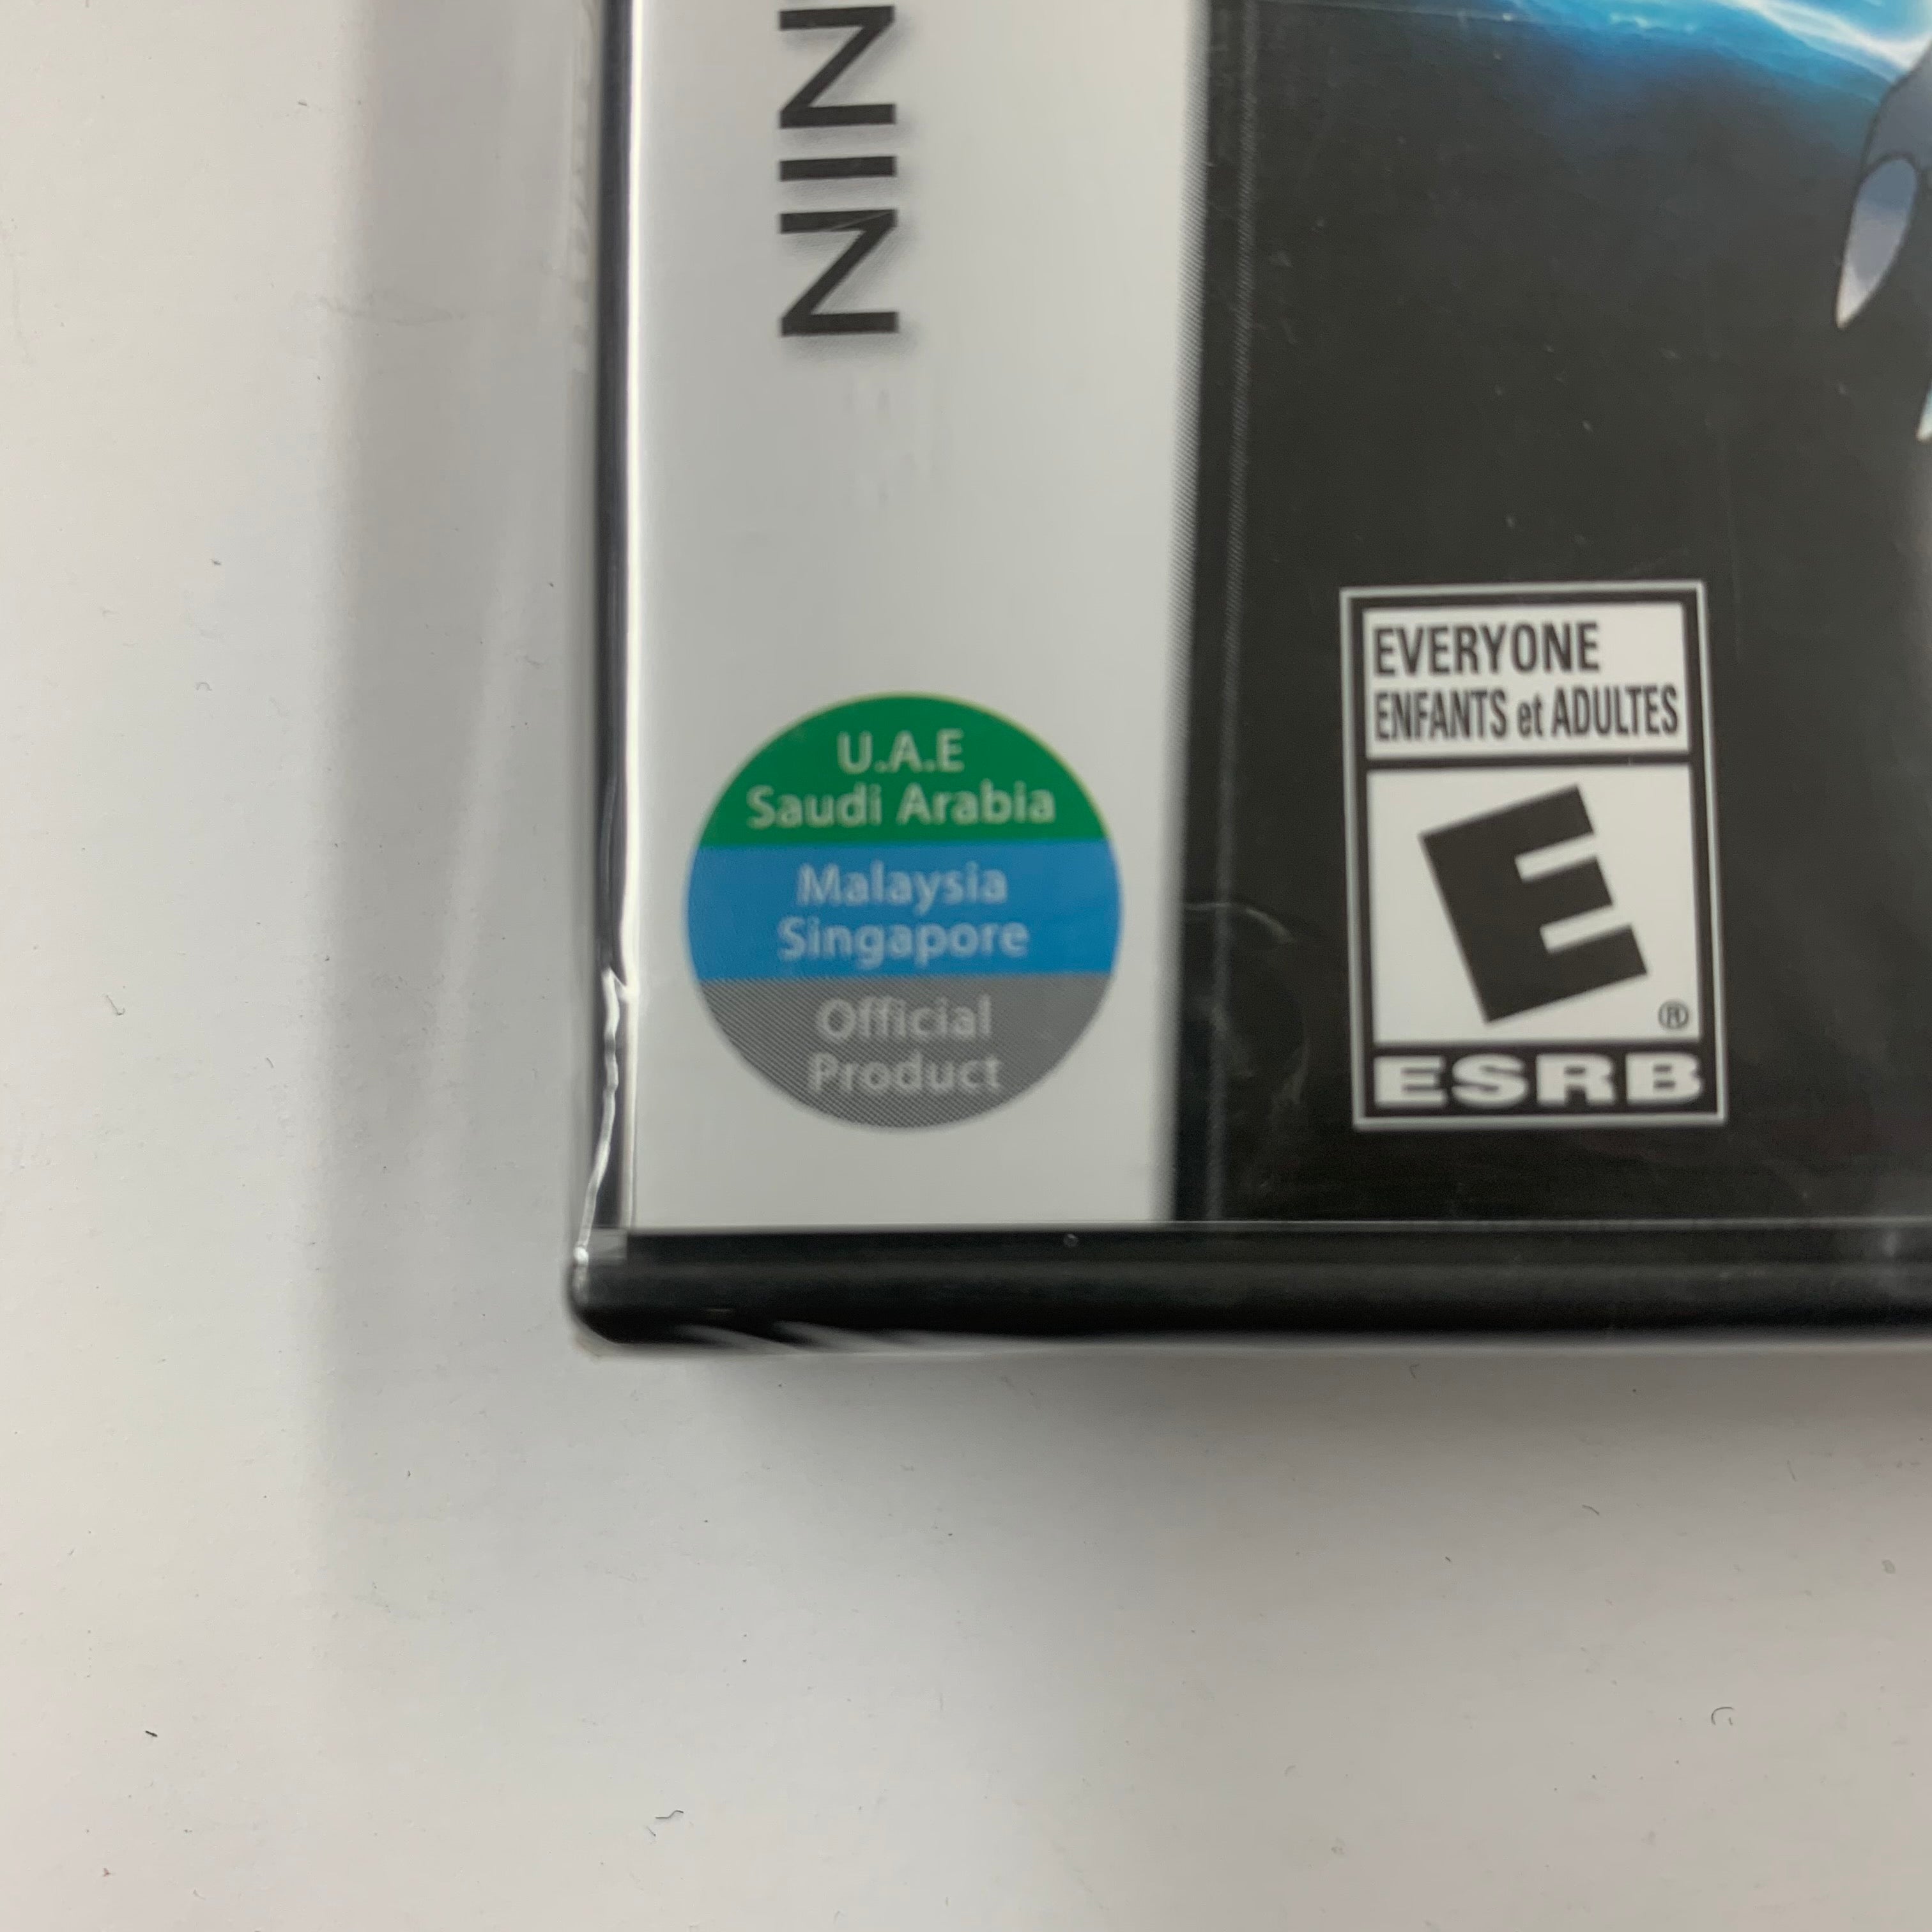 NIN
U.A.E
Saudi Arabia
Malaysia
Singapore
Official
Product
EVERYONE
ENFANTS et ADULTES
E
®
ESRB